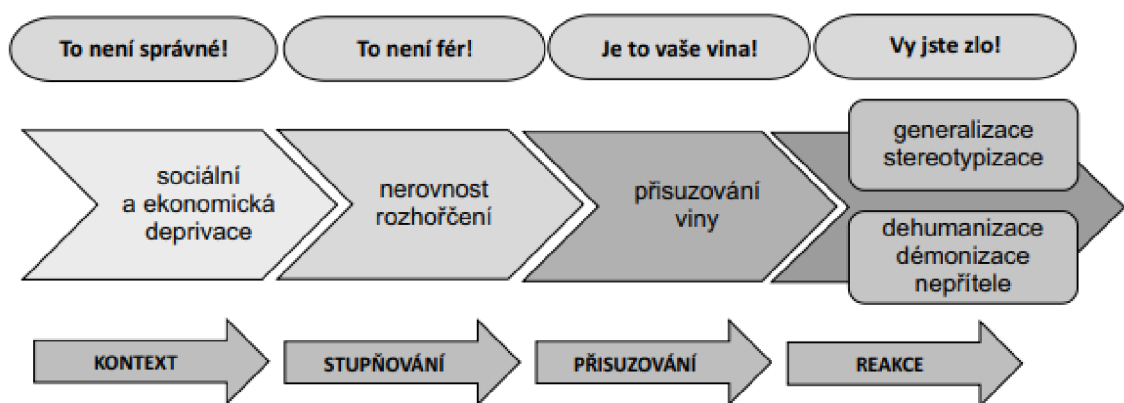 To není správné!
To není fér!
Je to vaše vina!
Vy jste zlo!
sociální
a ekonomická
deprivace
nerovnost
rozhořčení
přisuzování
viny
generalizace
stereotypizace
dehumanizace
démonizace
nepřítele
KONTEXT
STUPŇOVÁNÍ
PŘISUZOVÁNÍ
REAKCE